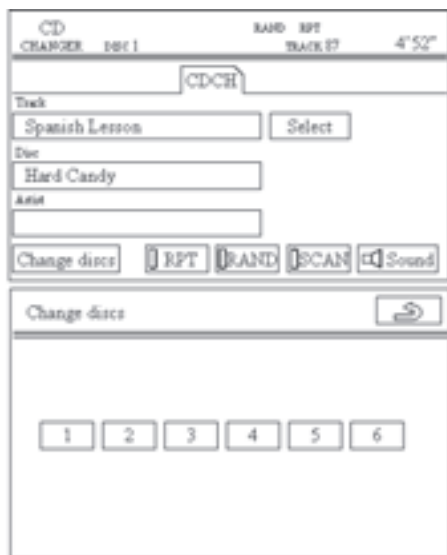 CD RAND RPT
CHANGER DISC 1 TRACK 87 4'52"
CDCH
Track
Spanish Lesson Select
Disc
Hard Candy
Artist
Change discs RPT RAND SCAN Sound
Change discs
1 2 3 4 5 6